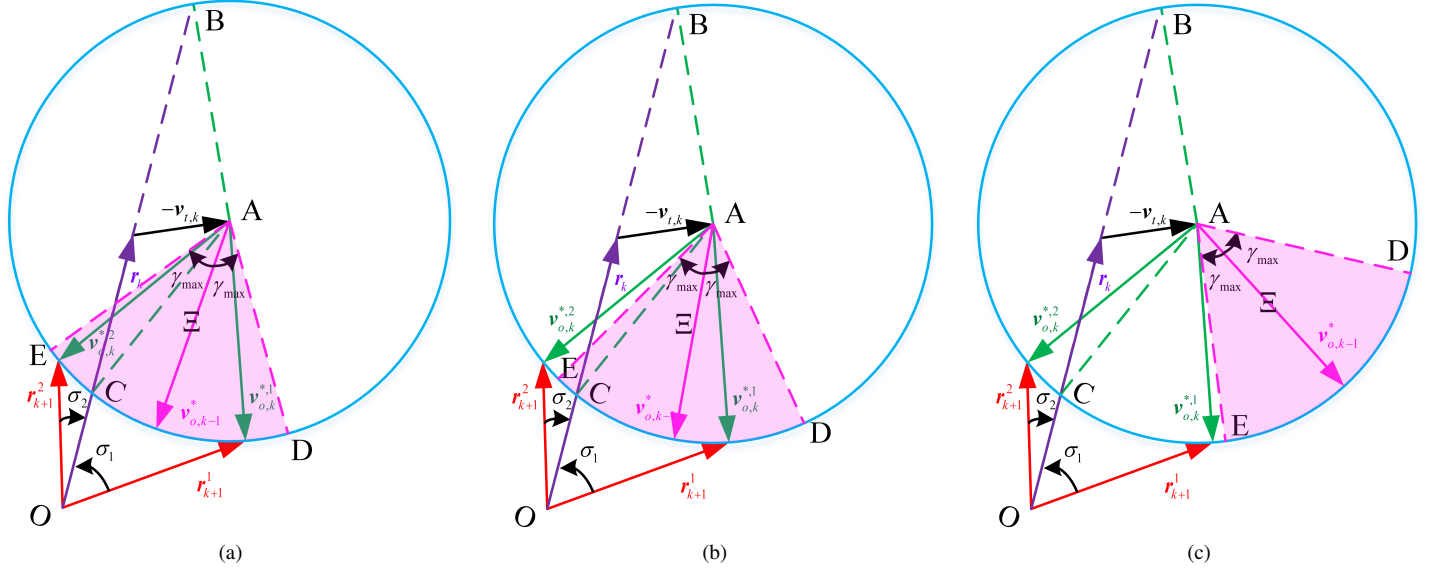 B
−v_{t,k}
A
r_k
γ_max
γ_max
Ξ
v^{*,2}_{o,k}
E
C
r^2_{k+1}
σ_2
v^*_{o,k−1}
v^{*,1}_{o,k}
D
σ_1
r^1_{k+1}
O
(a)
B
−v_{t,k}
A
r_k
γ_max
γ_max
Ξ
v^{*,2}_{o,k}
E
C
r^2_{k+1}
σ_2
v^*_{o,k−}
v^{*,1}_{o,k}
D
σ_1
r^1_{k+1}
O
(b)
B
−v_{t,k}
A
D
r_k
γ_max
γ_max
Ξ
v^{*,2}_{o,k}
v^*_{o,k−1}
C
r^2_{k+1}
σ_2
v^{*,1}_{o,k}
E
σ_1
r^1_{k+1}
O
(c)